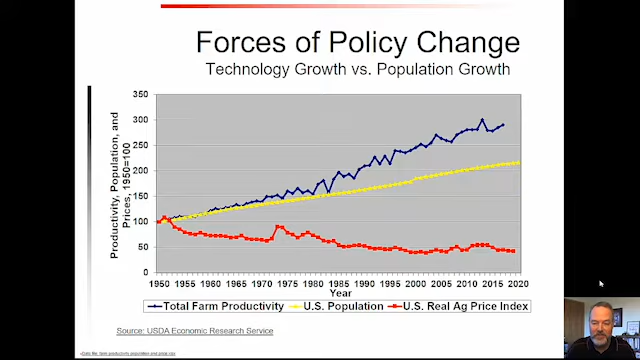 Forces of Policy Change
Technology Growth vs. Population Growth
Productivity, Population, and
Prices, 1950=100
350
300
250
200
150
100
50
0
1950 1955 1960 1965 1970 1975 1980 1985 1990 1995 2000 2005 2010 2015 2020
Year
Total Farm Productivity U.S. Population U.S. Real Ag Price Index
Source: USDA Economic Research Service